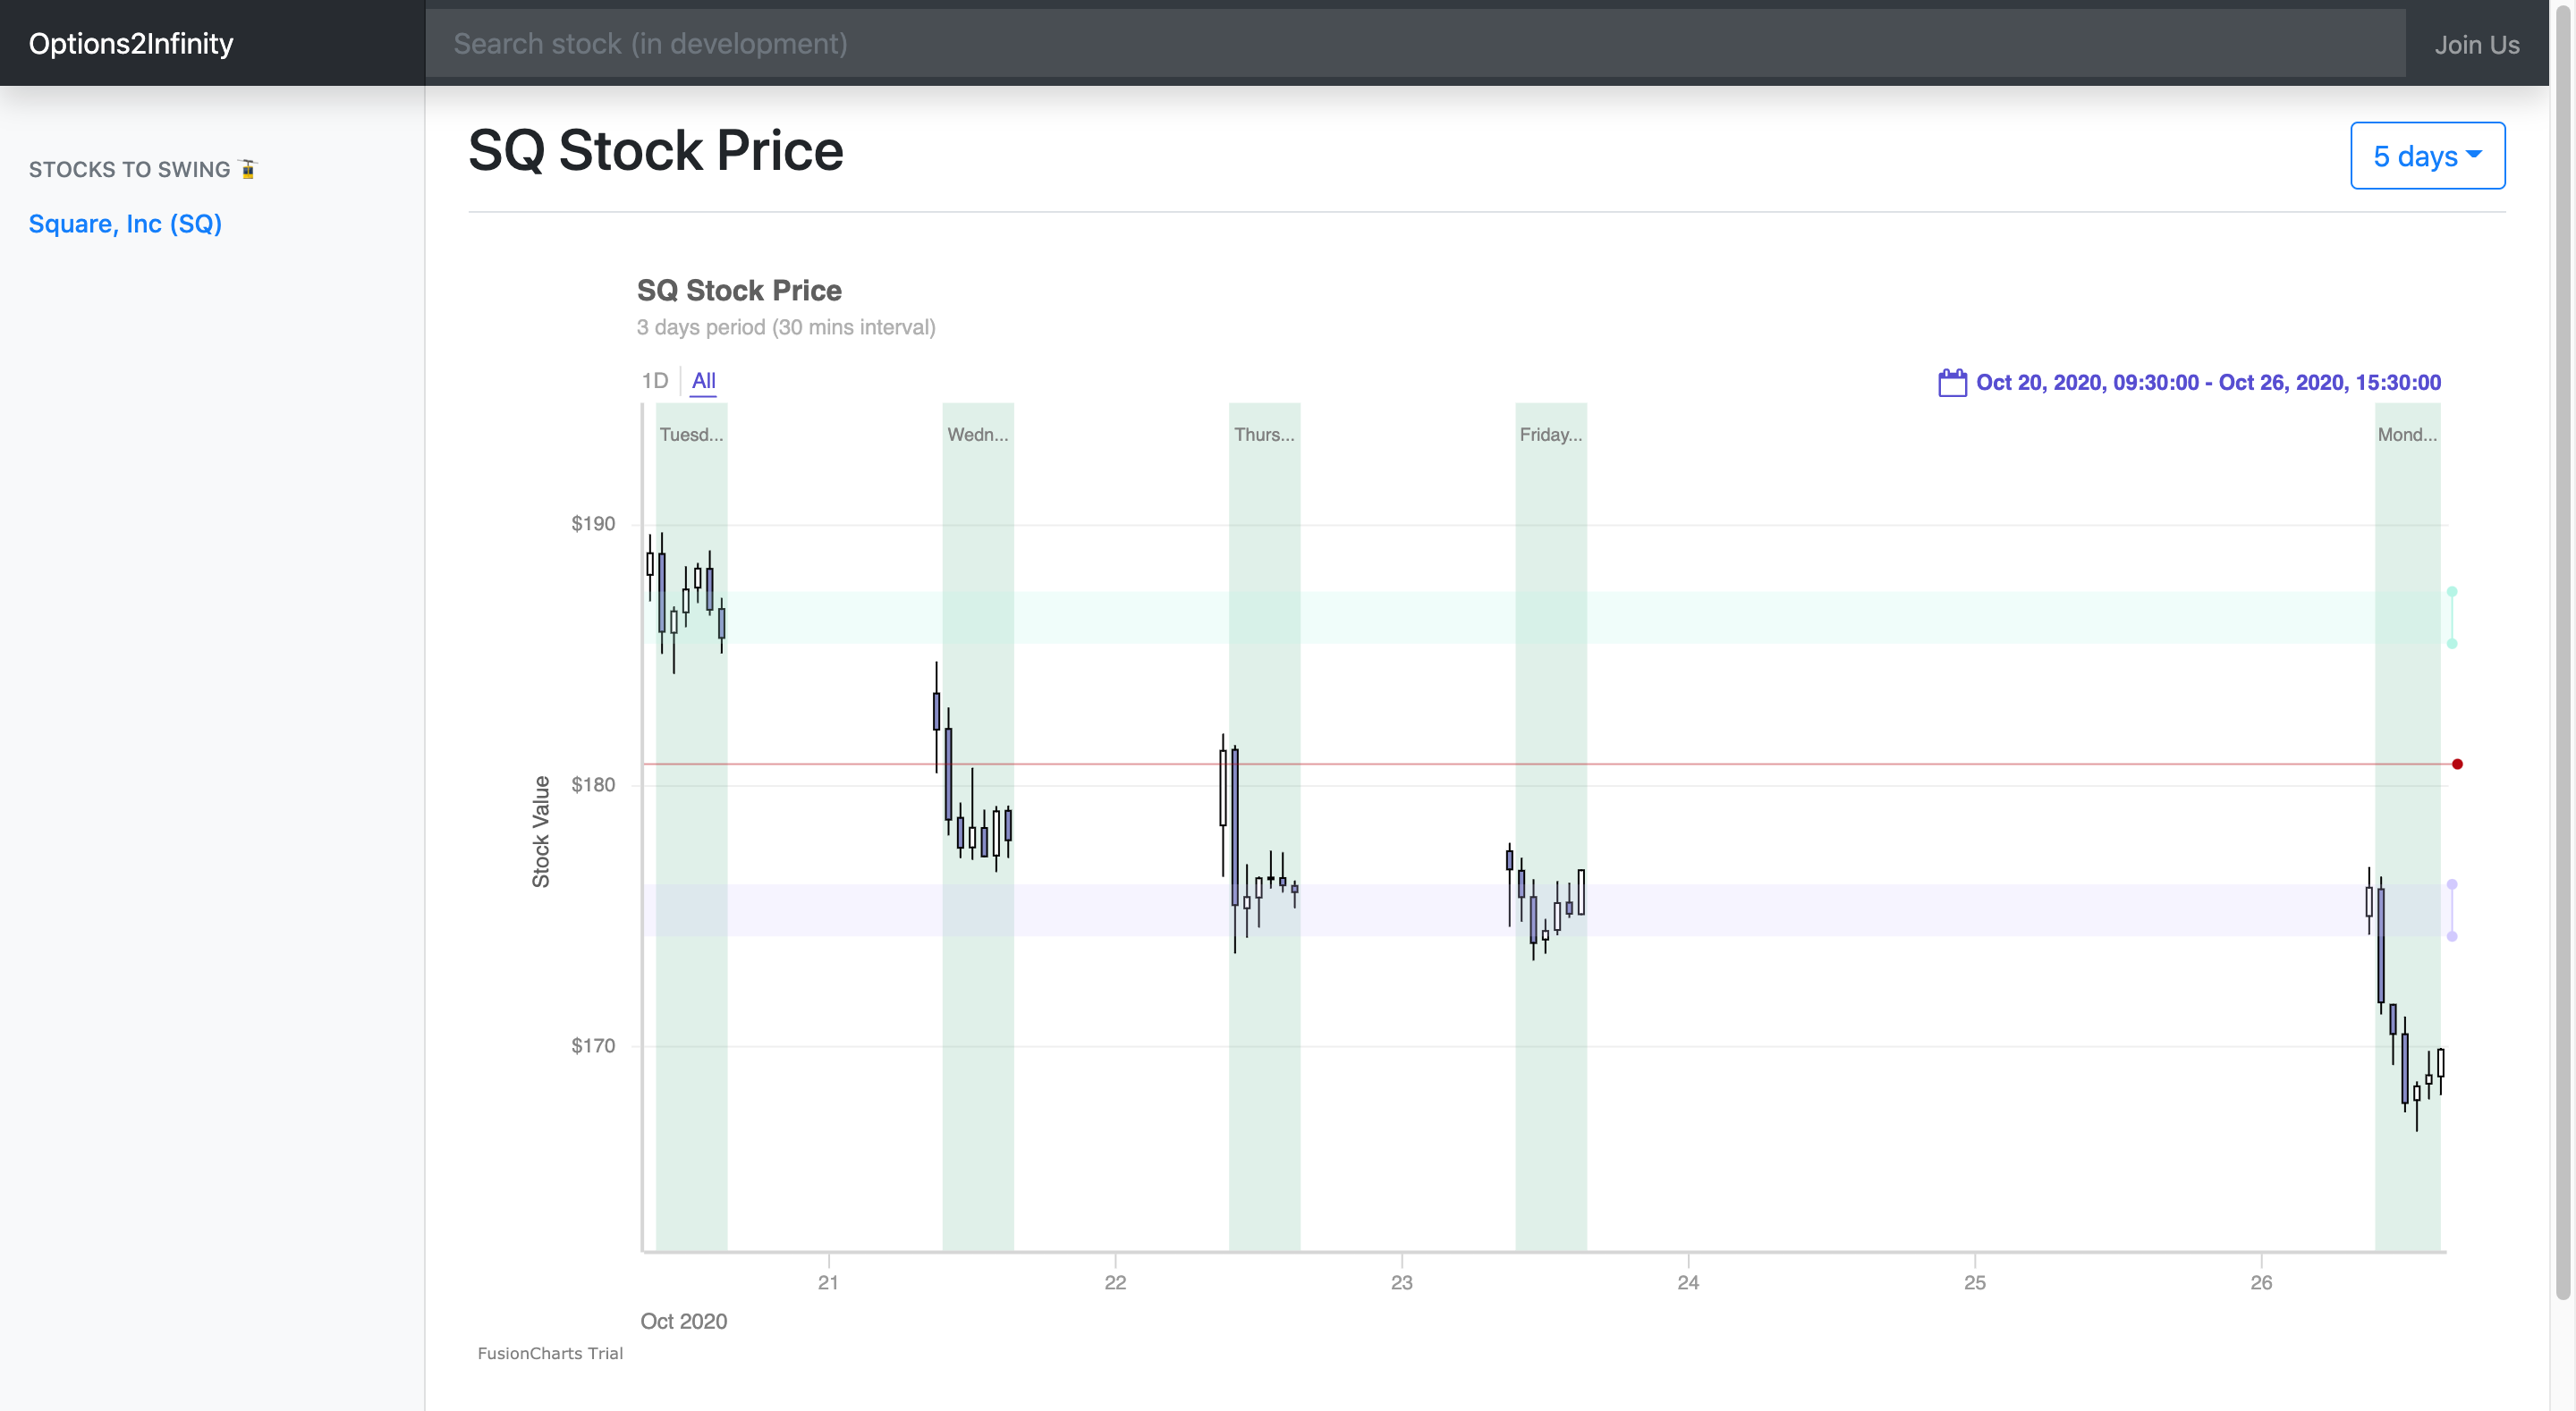 Options2Infinity
Search stock (in development)
Join Us
STOCKS TO SWING
Square, Inc (SQ)
SQ Stock Price
5 days
SQ Stock Price
3 days period (30 mins interval)
1D All
Oct 20, 2020, 09:30:00 - Oct 26, 2020, 15:30:00
Tuesd... Wedn... Thurs... Friday... Mond...
$190
$180
$170
Stock Value
21 22 23 24 25 26
Oct 2020
FusionCharts Trial